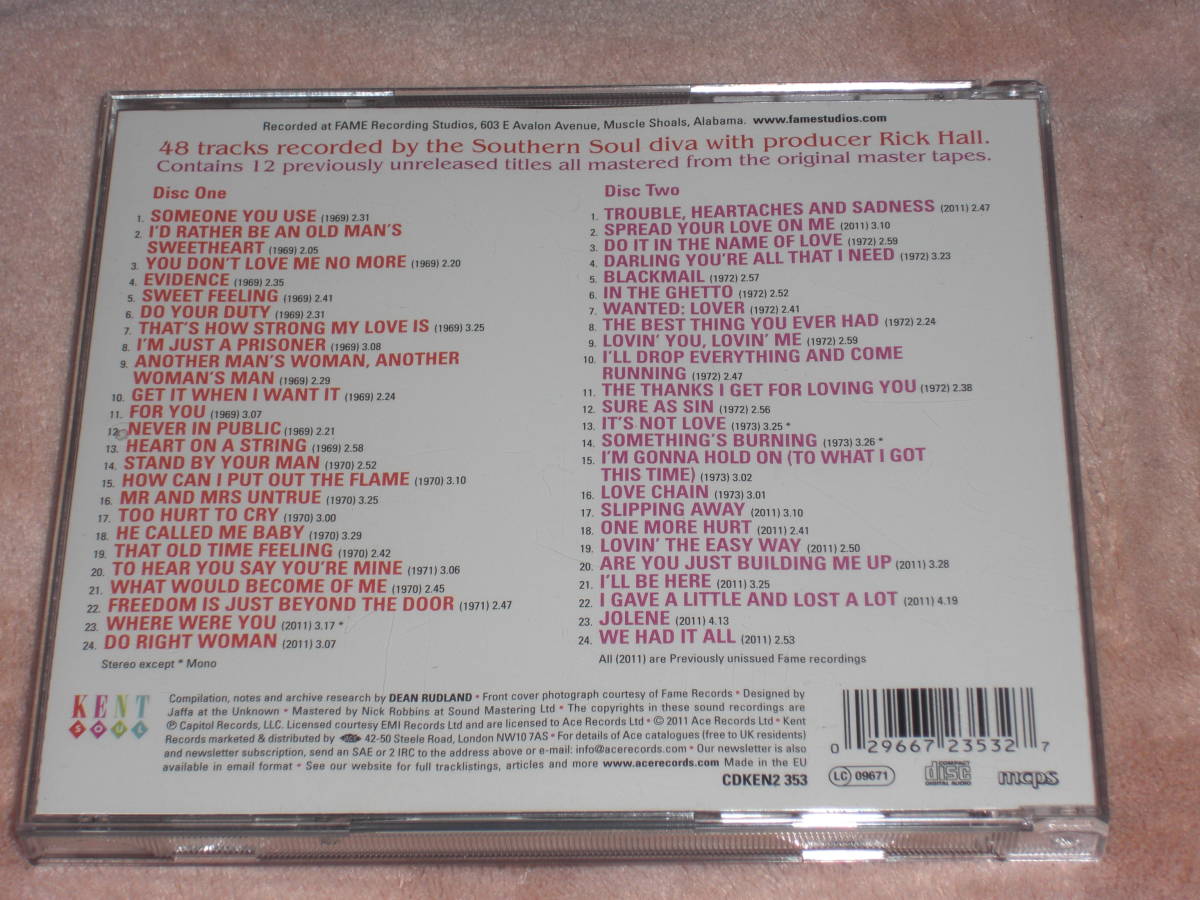 Recorded at FAME Recording Studios, 603 E Avalon Avenue, Muscle Shoals, Alabama. www.famestudios.com
48 tracks recorded by the Southern Soul diva with producer Rick Hall.
Contains 12 previously unreleased titles all mastered from the original master tapes.
Disc One
1. SOMEONE YOU USE (1969) 2.31
2. I'D RATHER BE AN OLD MAN'S
SWEETHEART (1969) 2.05
3. YOU DON'T LOVE ME NO MORE (1969) 2.20
4. EVIDENCE (1969) 2.35
5. SWEET FEELING (1969) 2.41
6. DO YOUR DUTY (1969) 2.31
7. THAT'S HOW STRONG MY LOVE IS (1969) 3.25
8. I'M JUST A PRISONER (1969) 3.08
9. ANOTHER MAN'S WOMAN, ANOTHER
WOMAN'S MAN (1969) 2.29
10. GET IT WHEN I WANT IT (1969) 2.24
11. FOR YOU (1969) 3.07
12. NEVER IN PUBLIC (1969) 2.21
13. HEART ON A STRING (1969) 2.58
14. STAND BY YOUR MAN (1970) 2.52
15. HOW CAN I PUT OUT THE FLAME (1970) 3.10
16. MR AND MRS UNTRUE (1970) 3.25
17. TOO HURT TO CRY (1970) 3.00
18. HE CALLED ME BABY (1970) 3.29
19. THAT OLD TIME FEELING (1970) 2.42
20. TO HEAR YOU SAY YOU'RE MINE (1971) 3.06
21. WHAT WOULD BECOME OF ME (1970) 2.45
22. FREEDOM IS JUST BEYOND THE DOOR (1971) 2.47
23. WHERE WERE YOU (2011) 3.17 *
24. DO RIGHT WOMAN (2011) 3.07
Stereo except * Mono
Disc Two
1. TROUBLE, HEARTACHES AND SADNESS (2011) 2.47
2. SPREAD YOUR LOVE ON ME (2011) 3.10
3. DO IT IN THE NAME OF LOVE (1972) 2.59
4. DARLING YOU'RE ALL THAT I NEED (1972) 3.23
5. BLACKMAIL (1972) 2.57
6. IN THE GHETTO (1972) 2.52
7. WANTED: LOVER (1972) 2.41
8. THE BEST THING YOU EVER HAD (1972) 2.24
9. LOVIN' YOU, LOVIN' ME (1972) 2.59
10. I'LL DROP EVERYTHING AND COME
RUNNING (1972) 2.47
11. THE THANKS I GET FOR LOVING YOU (1972) 2.38
12. SURE AS SIN (1972) 2.56
13. IT'S NOT LOVE (1973) 3.25 *
14. SOMETHING'S BURNING (1973) 3.26 *
15. I'M GONNA HOLD ON (TO WHAT I GOT
THIS TIME) (1973) 3.02
16. LOVE CHAIN (1973) 3.01
17. SLIPPING AWAY (2011) 3.10
18. ONE MORE HURT (2011) 2.41
19. LOVIN' THE EASY WAY (2011) 2.50
20. ARE YOU JUST BUILDING ME UP (2011) 3.28
21. I'LL BE HERE (2011) 3.25
22. I GAVE A LITTLE AND LOST A LOT (2011) 4.19
23. JOLENE (2011) 4.13
24. WE HAD IT ALL (2011) 2.53
All (2011) are Previously unissued Fame recordings
KENT
SOUL
Compilation, notes and archive research by DEAN RUDLAND • Front cover photograph courtesy of Fame Records • Designed by
Jaffa at the Unknown • Mastered by Nick Robbins at Sound Mastering Ltd • The copyrights in these sound recordings are
℗ Capitol Records, LLC. Licensed courtesy EMI Records Ltd and are licensed to Ace Records Ltd • © 2011 Ace Records Ltd • Kent
Records marketed & distributed by 42-50 Steele Road, London NW10 7AS • For details of Ace catalogues (free to UK residents)
and newsletter subscription, send an SAE or 2 IRC to the address above or e-mail: info@acerecords.com • Our newsletter is also
available in email format • See our website for full tracklistings, articles and more www.acerecords.com Made in the EU
CDKEN2 353
0 29667 23532 7
LC 09671
COMPACT
disc
DIGITAL AUDIO
mcps